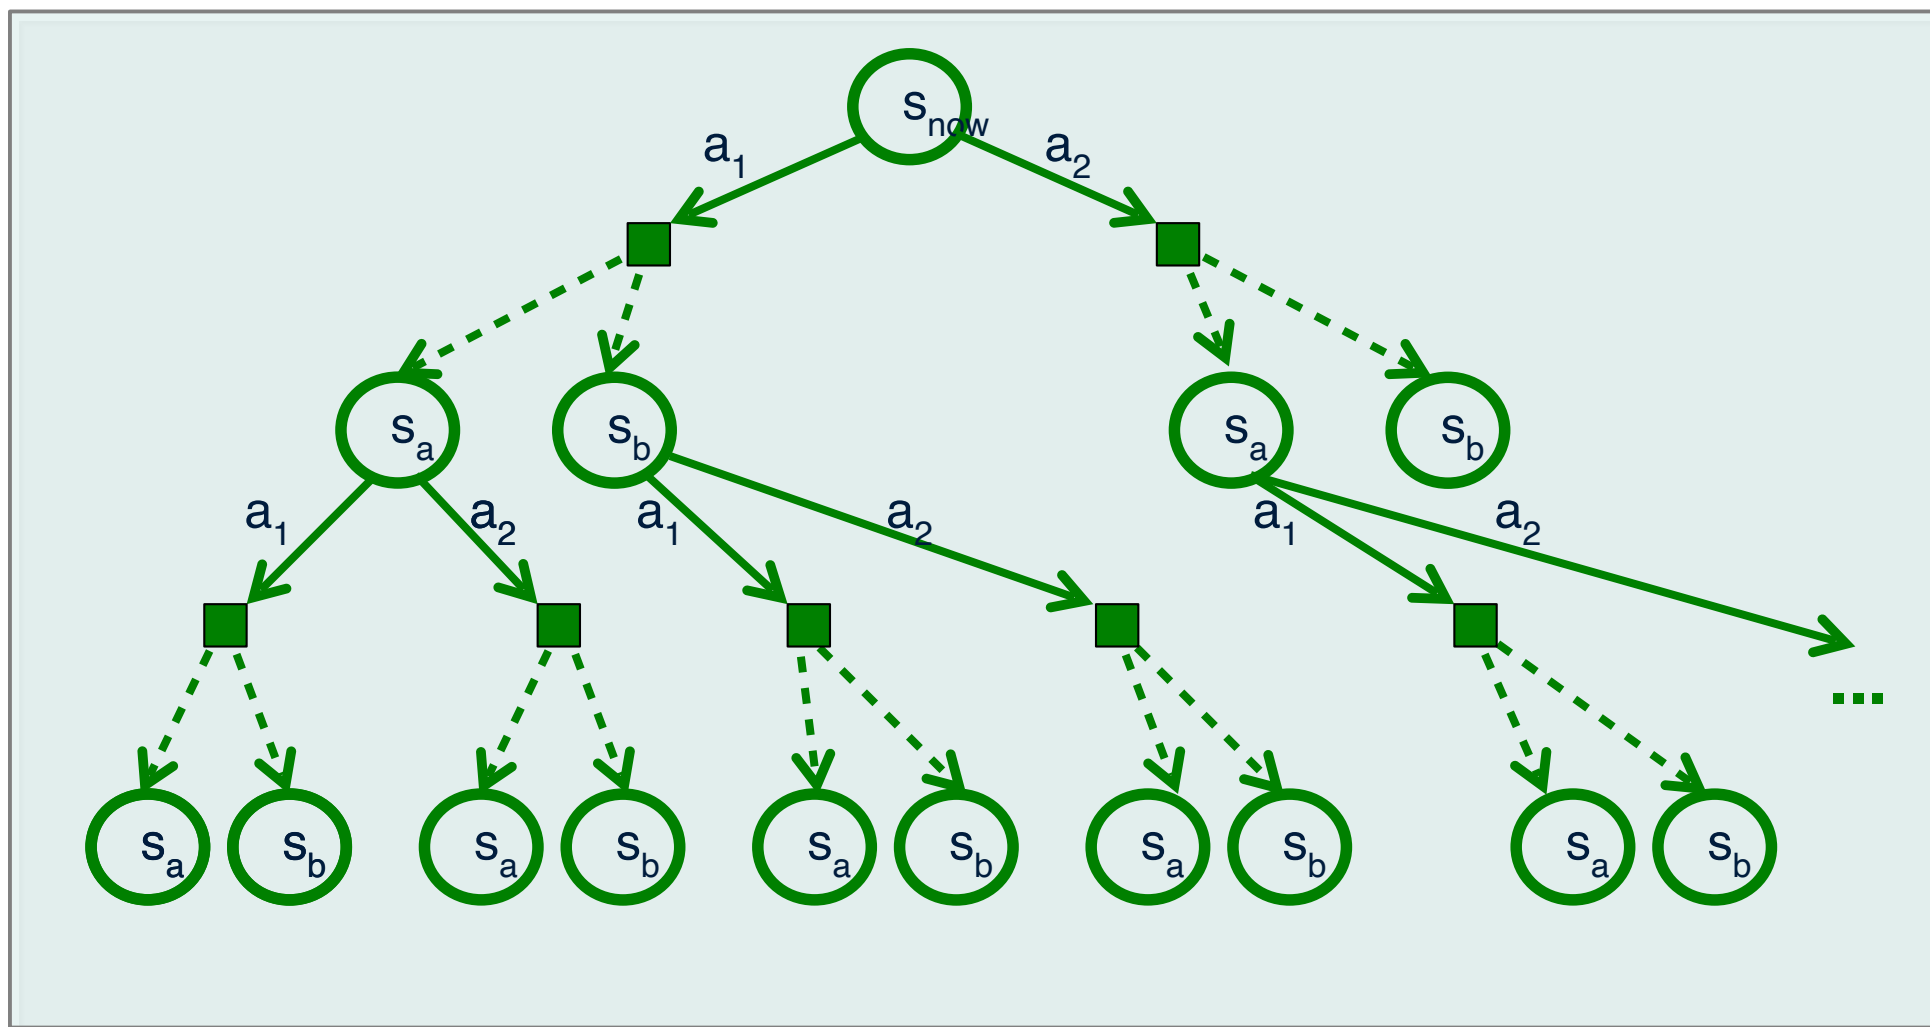 s_now
a_1 a_2
s_a s_b s_a s_b
a_1 a_2 a_1 a_2 a_1 a_2
...
s_a s_b s_a s_b s_a s_b s_a s_b s_a s_b